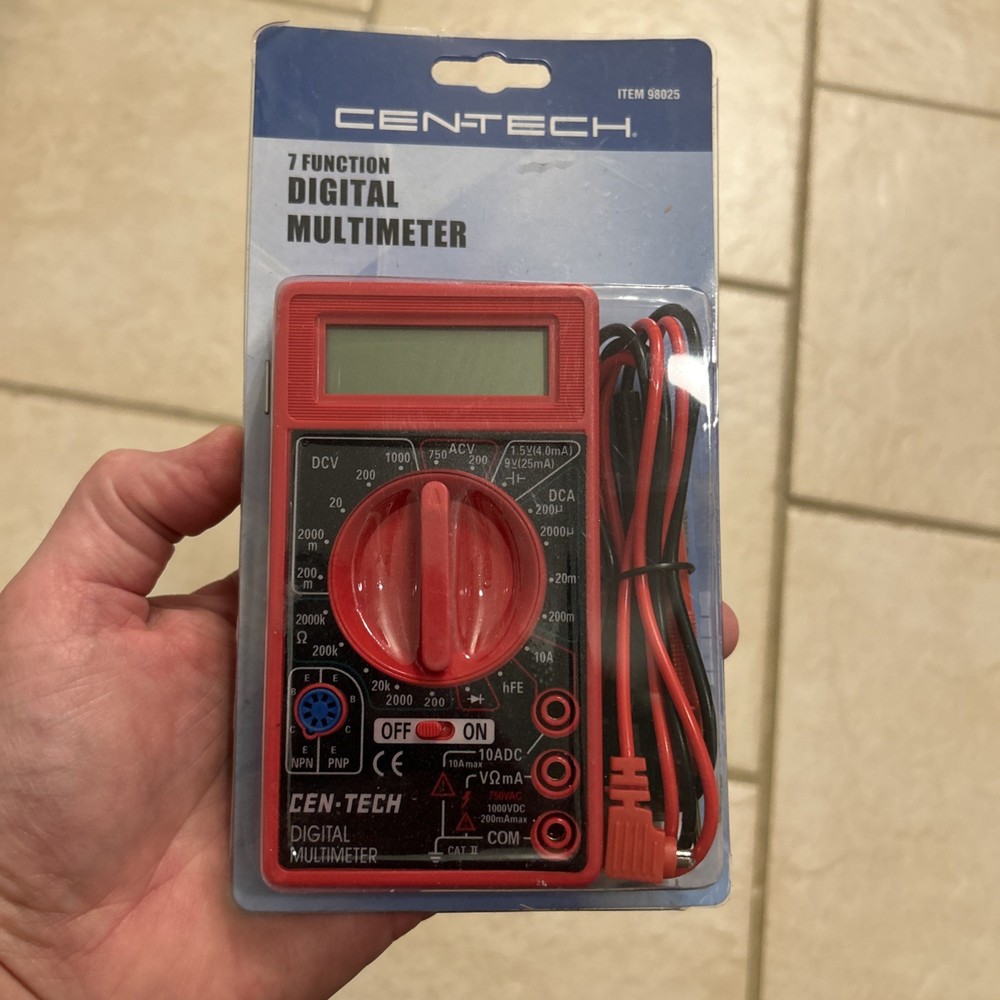 ITEM 98025
CEN-TECH®
7 FUNCTION
DIGITAL
MULTIMETER
DCV
1000
750
ACV
200
1.5V(4.0mA)
9V(25mA)
200
DCA
200µ
20
2000µ
2000
m
200
m
20m
2000k
200m
Ω
200k
10A
20k
2000
200
hFE
E E
B B
C C
E E
NPN PNP
OFF ON
CE
10ADC
10Amax
VΩmA
750VAC
1000VDC
200mAmax
COM
CAT II
CEN-TECH
DIGITAL
MULTIMETER